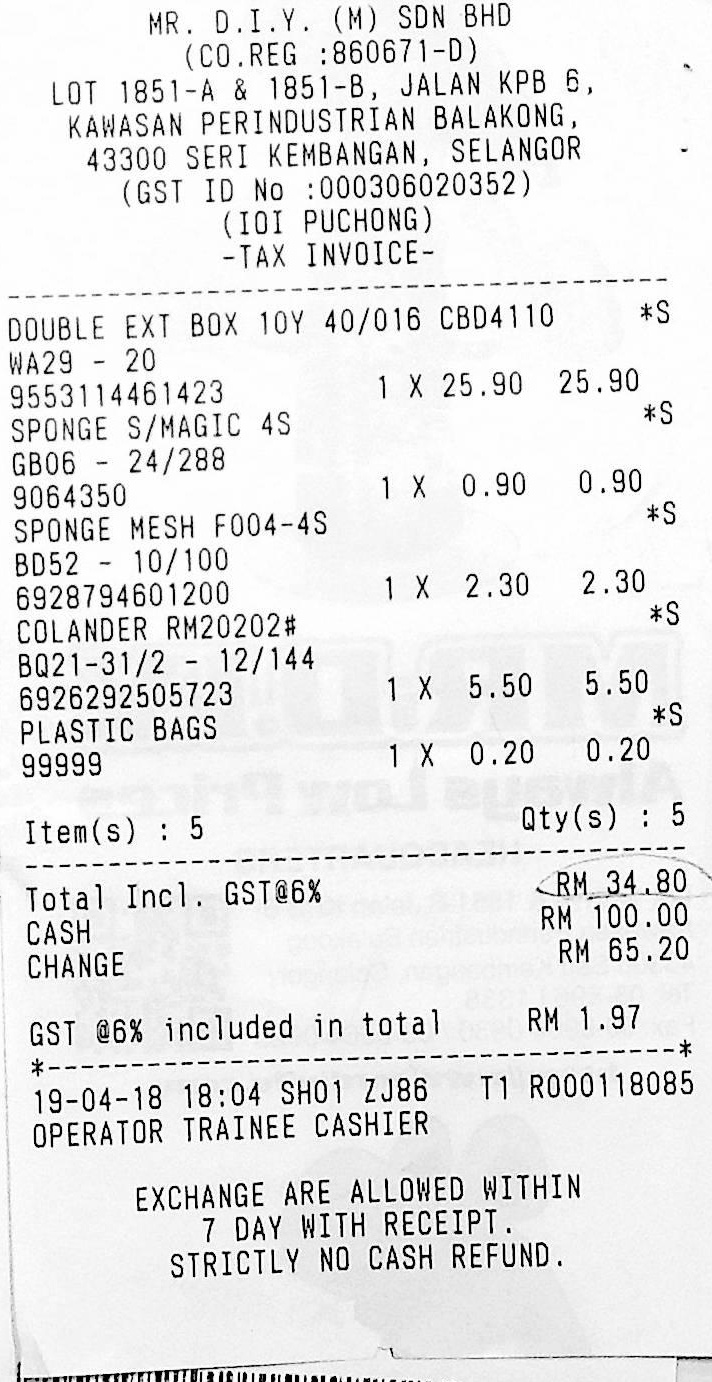 MR. D.I.Y. (M) SDN BHD
(CO.REG :860671-D)
LOT 1851-A & 1851-B, JALAN KPB 6,
KAWASAN PERINDUSTRIAN BALAKONG,
43300 SERI KEMBANGAN, SELANGOR
(GST ID No :000306020352)
(IOI PUCHONG)
-TAX INVOICE-
DOUBLE EXT BOX 10Y 40/016 CBD4110 *S
WA29 - 20
9553114461423 1 X 25.90 25.90
SPONGE S/MAGIC 4S *S
GB06 - 24/288
9064350 1 X 0.90 0.90
SPONGE MESH F004-4S *S
BD52 - 10/100
6928794601200 1 X 2.30 2.30
COLANDER RM20202# *S
BQ21-31/2 - 12/144
6926292505723 1 X 5.50 5.50
PLASTIC BAGS *S
99999 1 X 0.20 0.20
Item(s) : 5 Qty(s) : 5
Total Incl. GST@6% RM 34.80
CASH RM 100.00
CHANGE RM 65.20
GST @6% included in total RM 1.97
*--------------------------------------*
19-04-18 18:04 SH01 ZJ86 T1 R000118085
OPERATOR TRAINEE CASHIER
EXCHANGE ARE ALLOWED WITHIN
7 DAY WITH RECEIPT.
STRICTLY NO CASH REFUND.